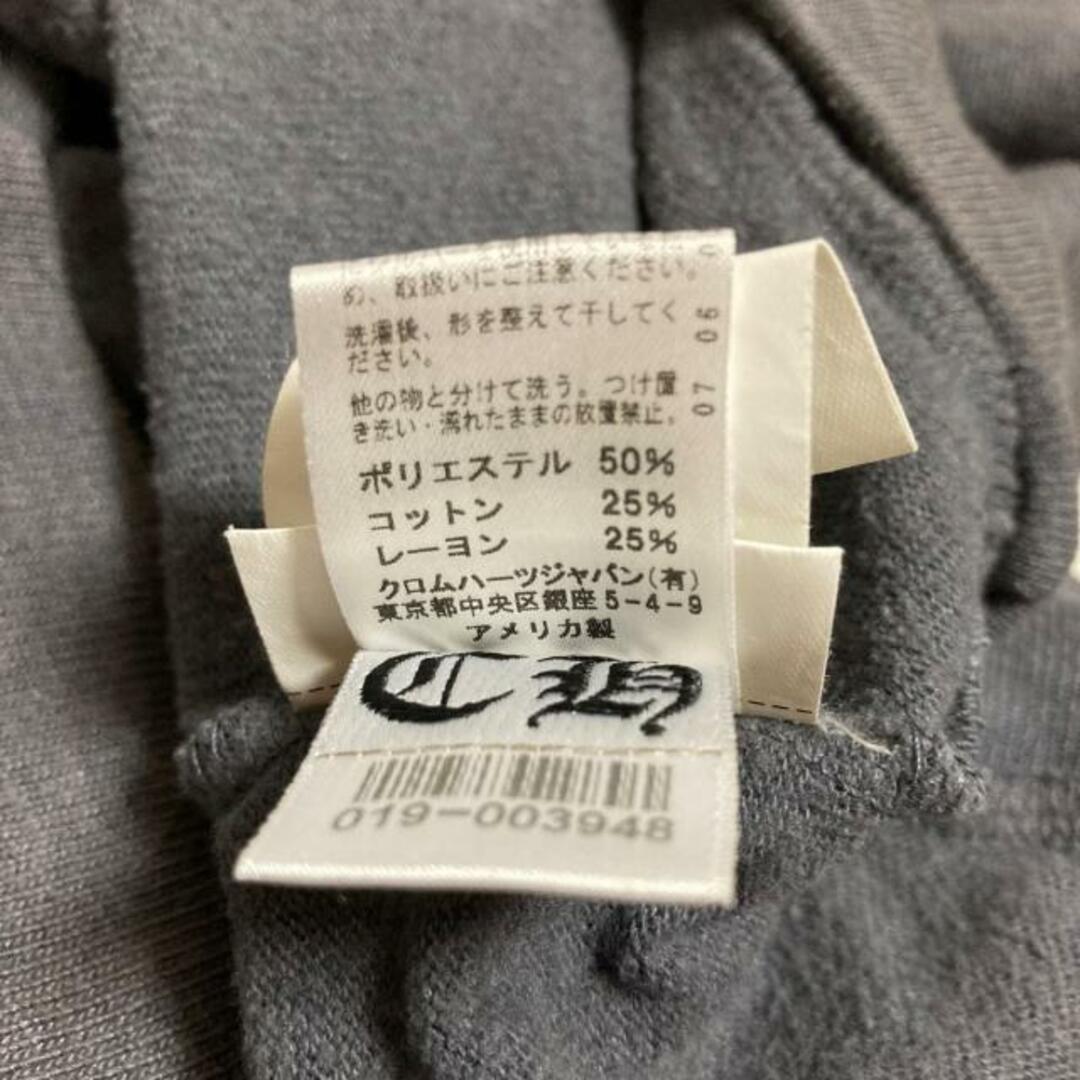 め、取扱いにご注意ください。
洗濯後、形を整えて干してく
ださい。
他の物と分けて洗う。つけ置
き洗い・濡れたままの放置禁止。
ポリエステル 50%
コットン 25%
レーヨン 25%
クロムハーツジャパン(有)
東京都中央区銀座5-4-9
アメリカ製
019-003948
07 06